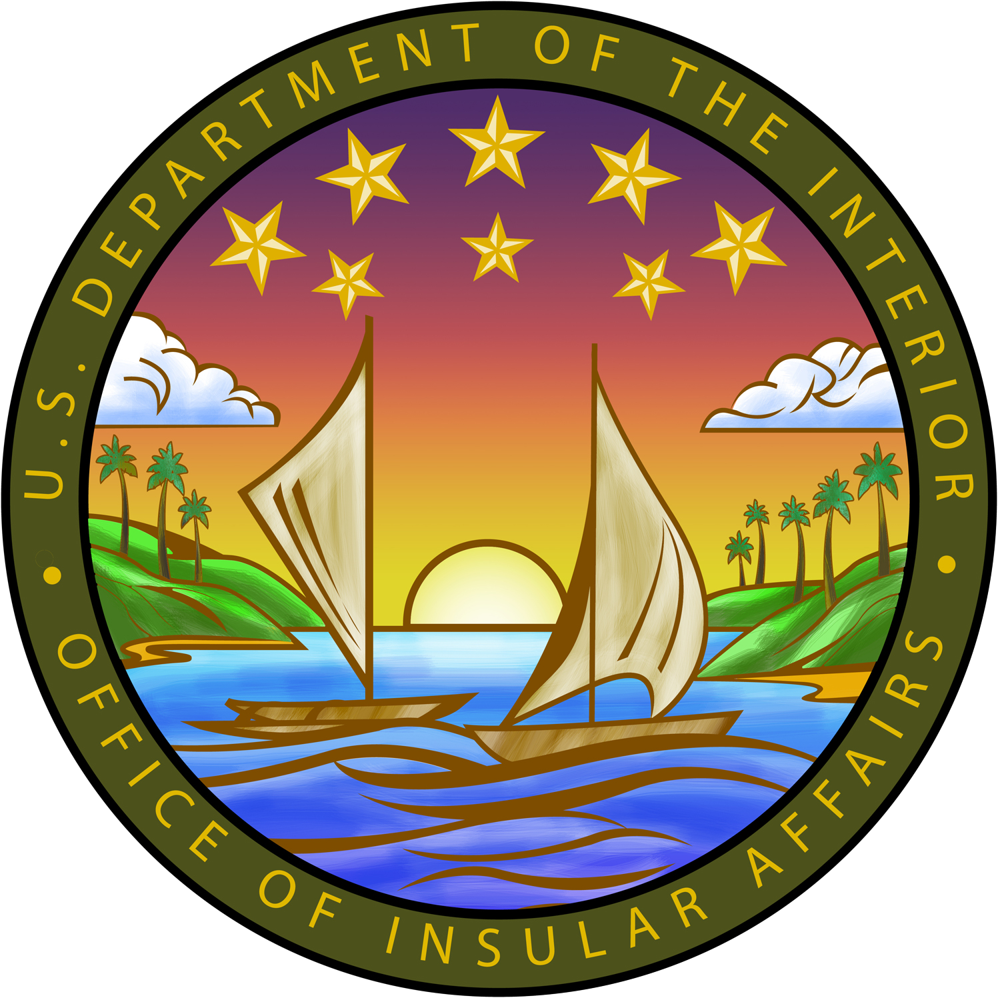 U.S. DEPARTMENT OF THE INTERIOR
OFFICE OF INSULAR AFFAIRS